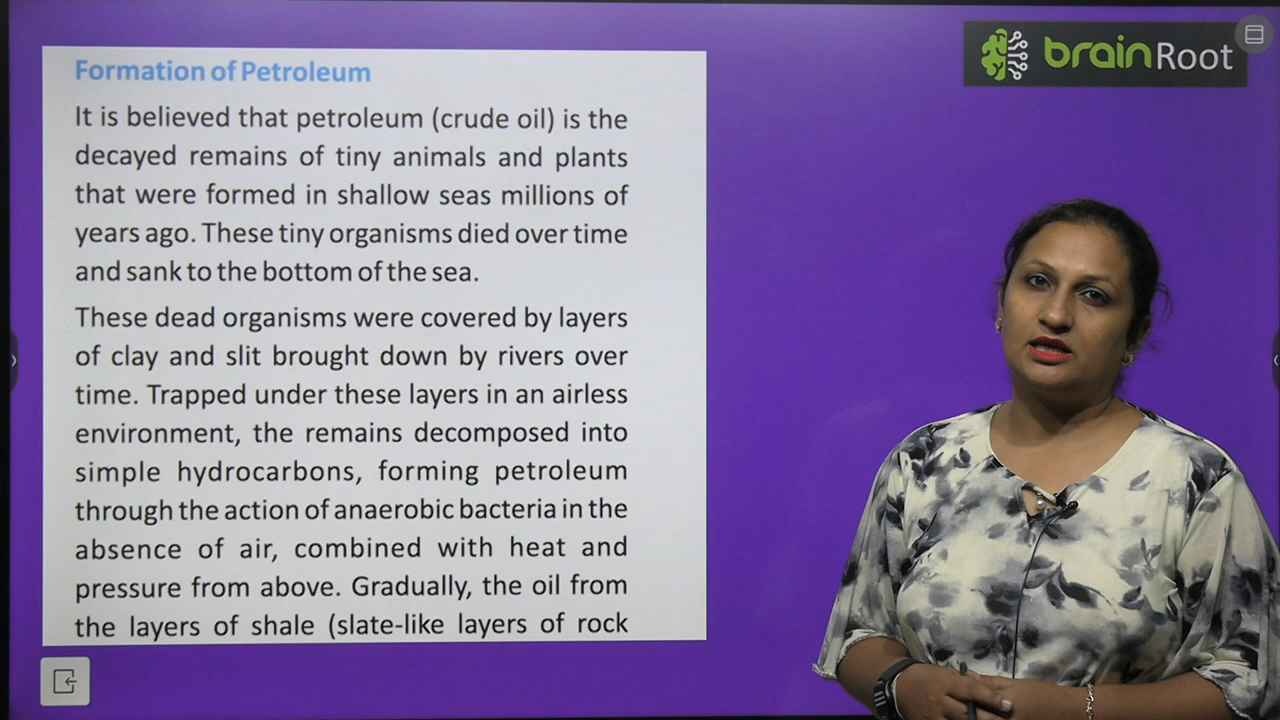 Formation of Petroleum
It is believed that petroleum (crude oil) is the
decayed remains of tiny animals and plants
that were formed in shallow seas millions of
years ago. These tiny organisms died over time
and sank to the bottom of the sea.
These dead organisms were covered by layers
of clay and slit brought down by rivers over
time. Trapped under these layers in an airless
environment, the remains decomposed into
simple hydrocarbons, forming petroleum
through the action of anaerobic bacteria in the
absence of air, combined with heat and
pressure from above. Gradually, the oil from
the layers of shale (slate-like layers of rock
brainRoot